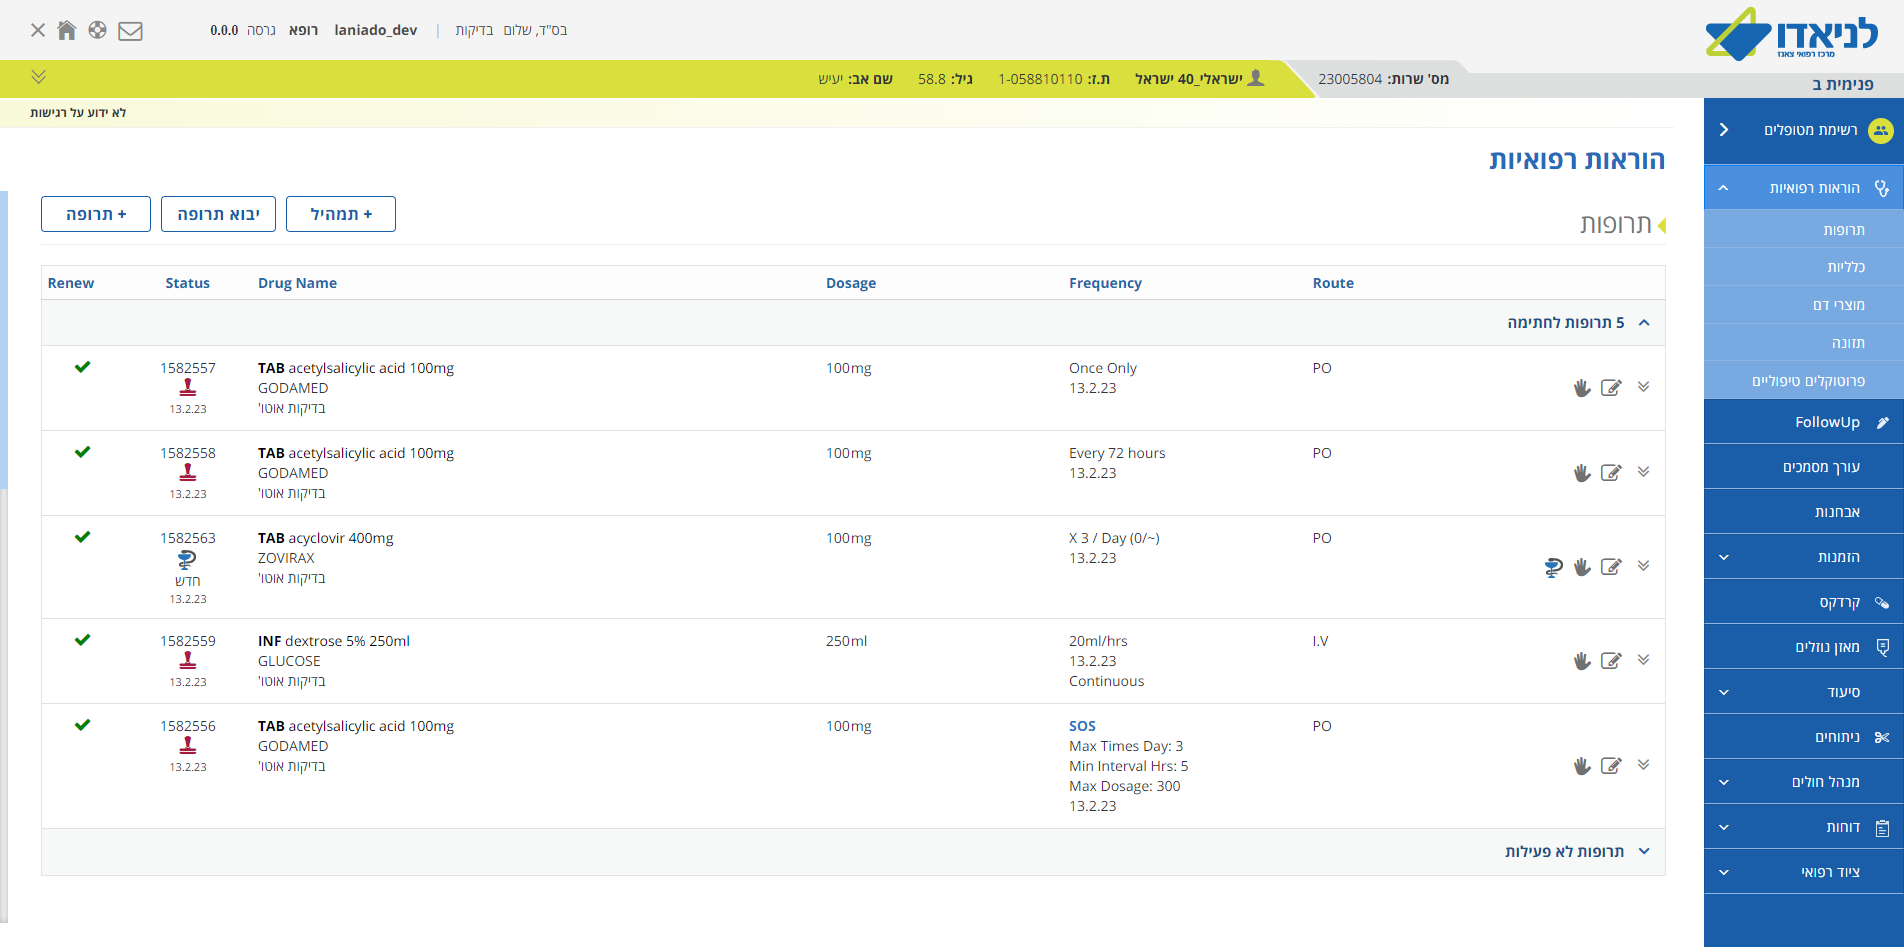 בס"ד, שלום בדיקות | laniado_dev רופא גרסה 0.0.0
לניאדו
מרכז רפואי צאנז
פנימית ב
מס' שרות: 23005804
ישראלי_40 ישראל ת.ז: 1-058810110 גיל: 58.8 שם אב: יעיש
לא ידוע על רגישות
רשימת מטופלים
הוראות רפואיות
תרופות
כלליות
מוצרי דם
תזונה
פרוטוקלים טיפוליים
FollowUp
עורך מסמכים
אבחנות
הזמנות
קרדקס
מאזן נוזלים
סיעוד
ניתוחים
מנהל חולים
דוחות
ציוד רפואי
הוראות רפואיות
תרופות
+ תמהיל
יבוא תרופה
+ תרופה
Renew Status Drug Name Dosage Frequency Route
5 תרופות לחתימה
1582557 TAB acetylsalicylic acid 100mg 100mg Once Only PO
GODAMED 13.2.23
13.2.23 בדיקות אוטו'
1582558 TAB acetylsalicylic acid 100mg 100mg Every 72 hours PO
GODAMED 13.2.23
13.2.23 בדיקות אוטו'
1582563 TAB acyclovir 400mg 100mg X 3 / Day (0/~) PO
ZOVIRAX 13.2.23
חדש בדיקות אוטו'
13.2.23
1582559 INF dextrose 5% 250ml 250ml 20ml/hrs I.V
GLUCOSE 13.2.23
13.2.23 בדיקות אוטו' Continuous
1582556 TAB acetylsalicylic acid 100mg 100mg SOS PO
GODAMED Max Times Day: 3
13.2.23 בדיקות אוטו' Min Interval Hrs: 5
Max Dosage: 300
13.2.23
תרופות לא פעילות